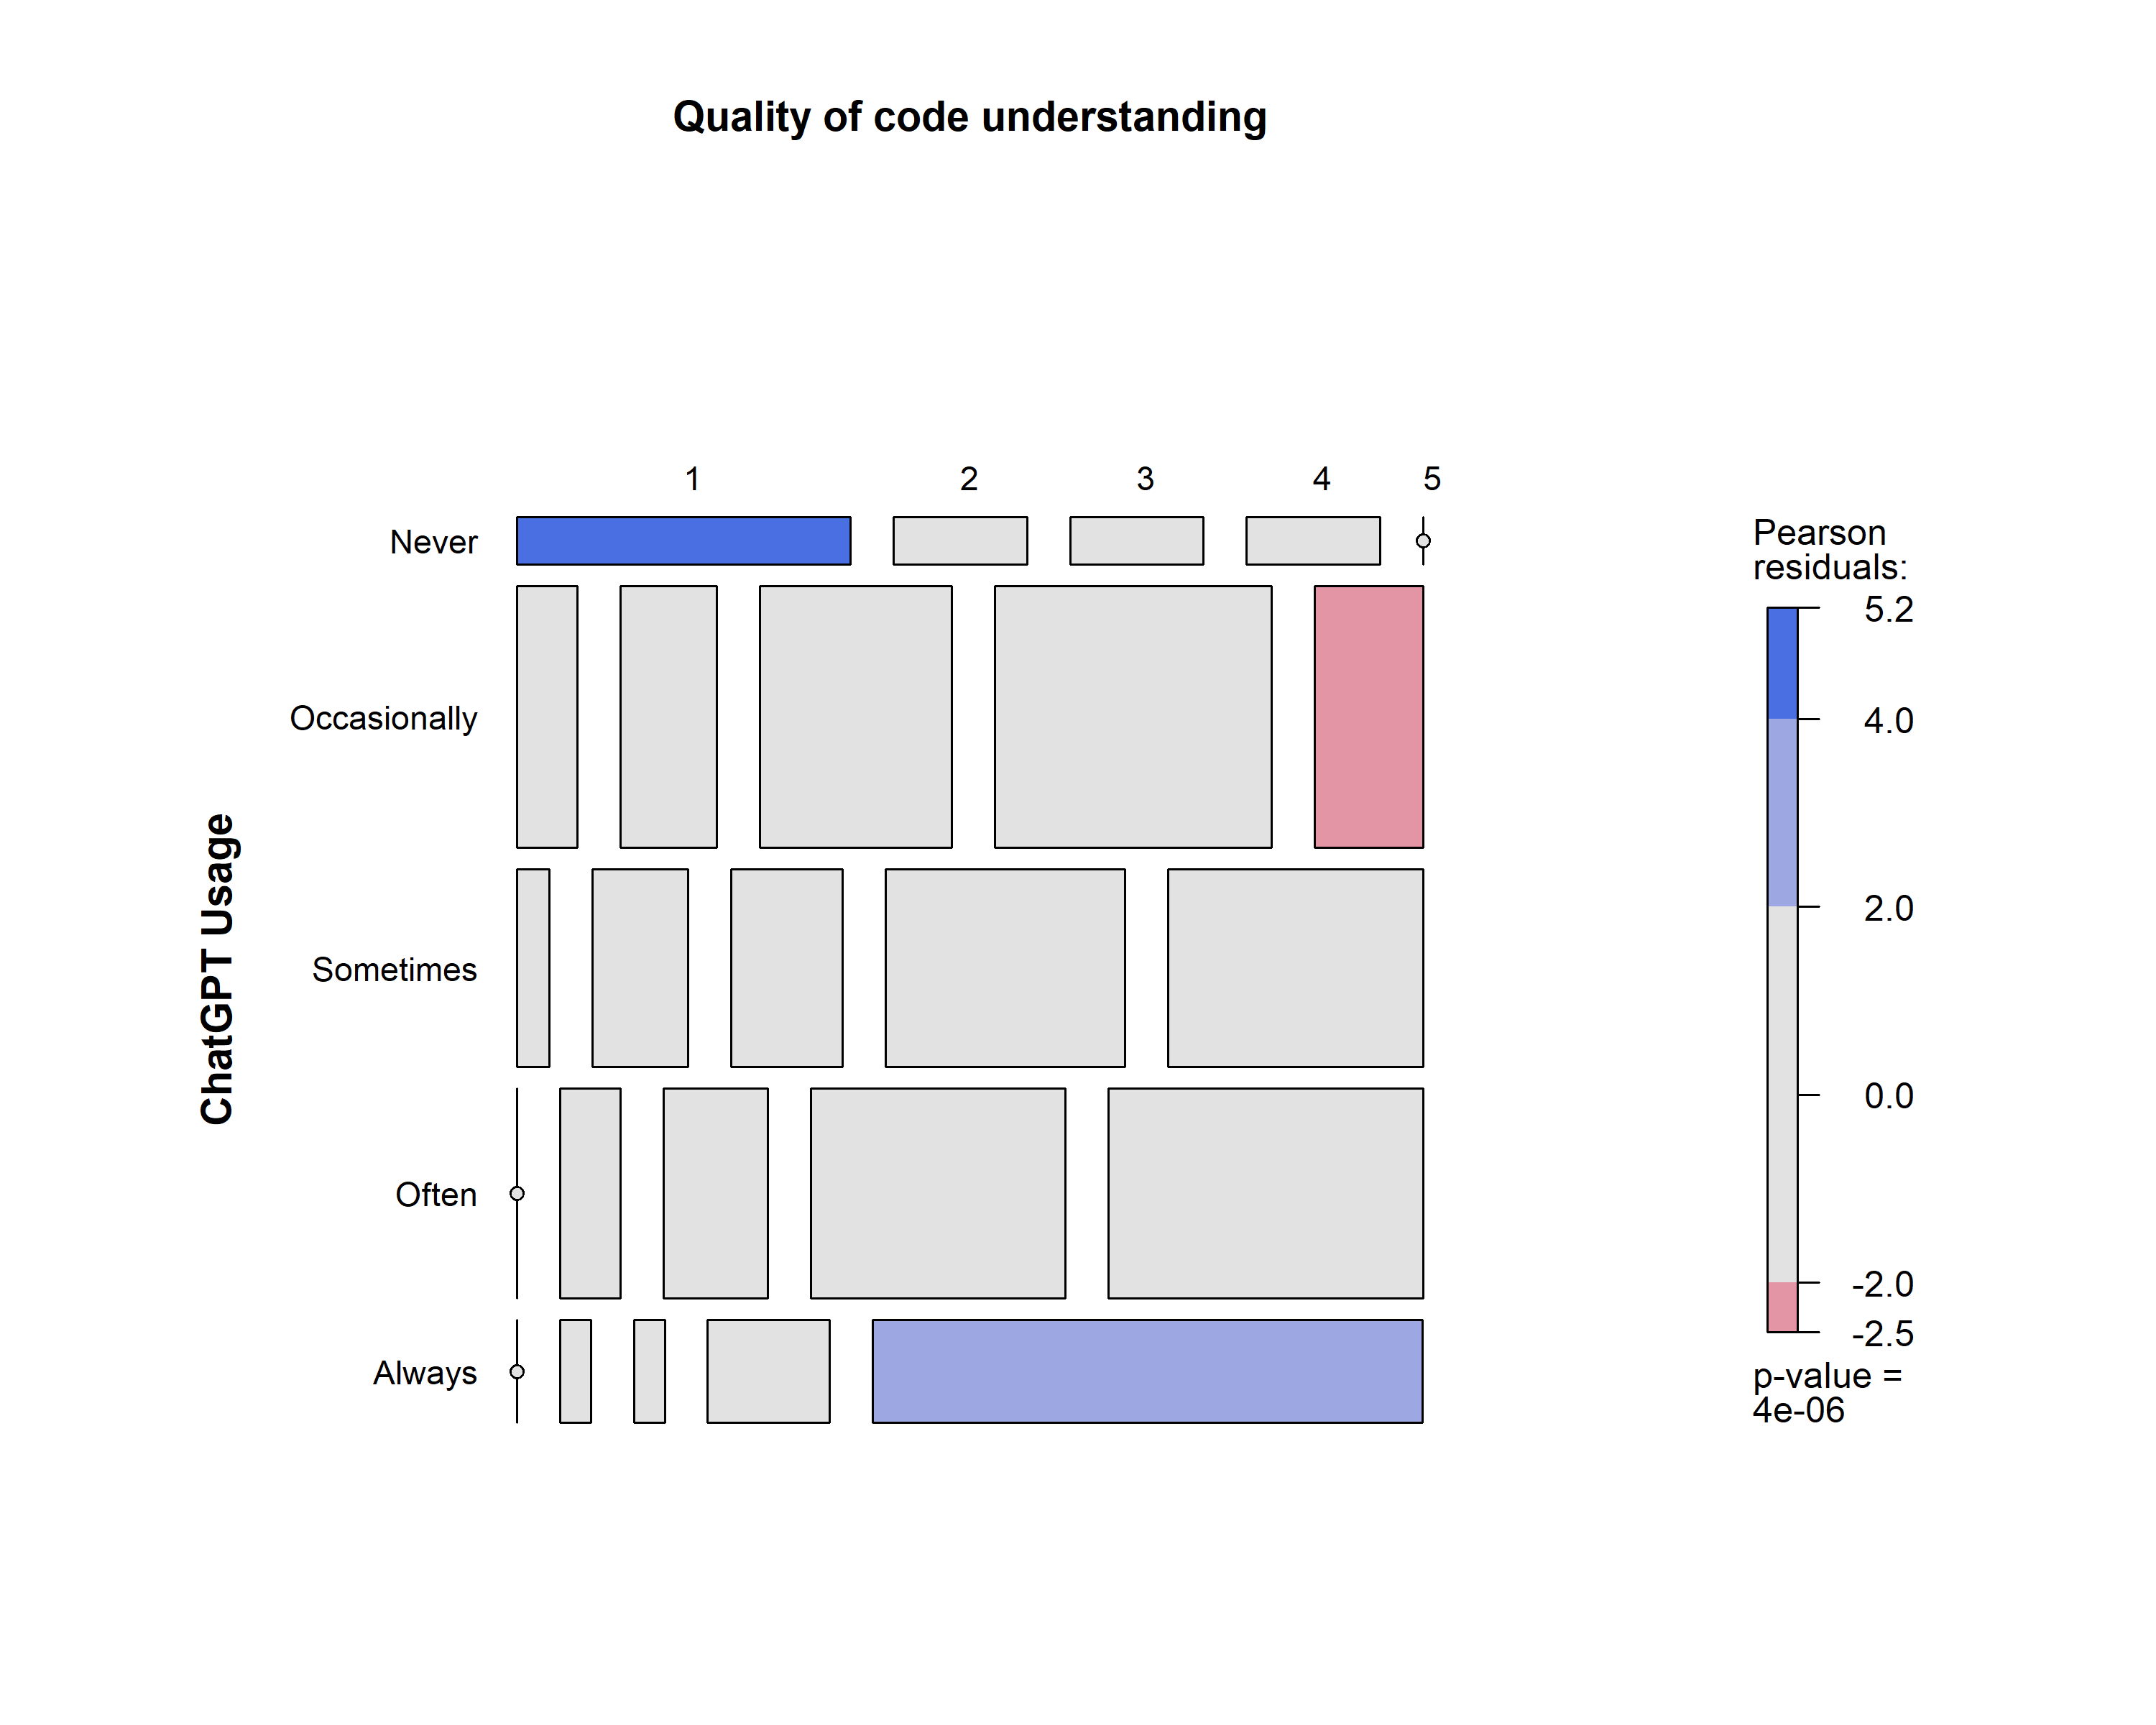 Quality of code understanding
1 2 3 4 5
Never
Occasionally
Sometimes
Often
Always
ChatGPT Usage
Pearson
residuals:
5.2
4.0
2.0
0.0
-2.0
-2.5
p-value =
4e-06